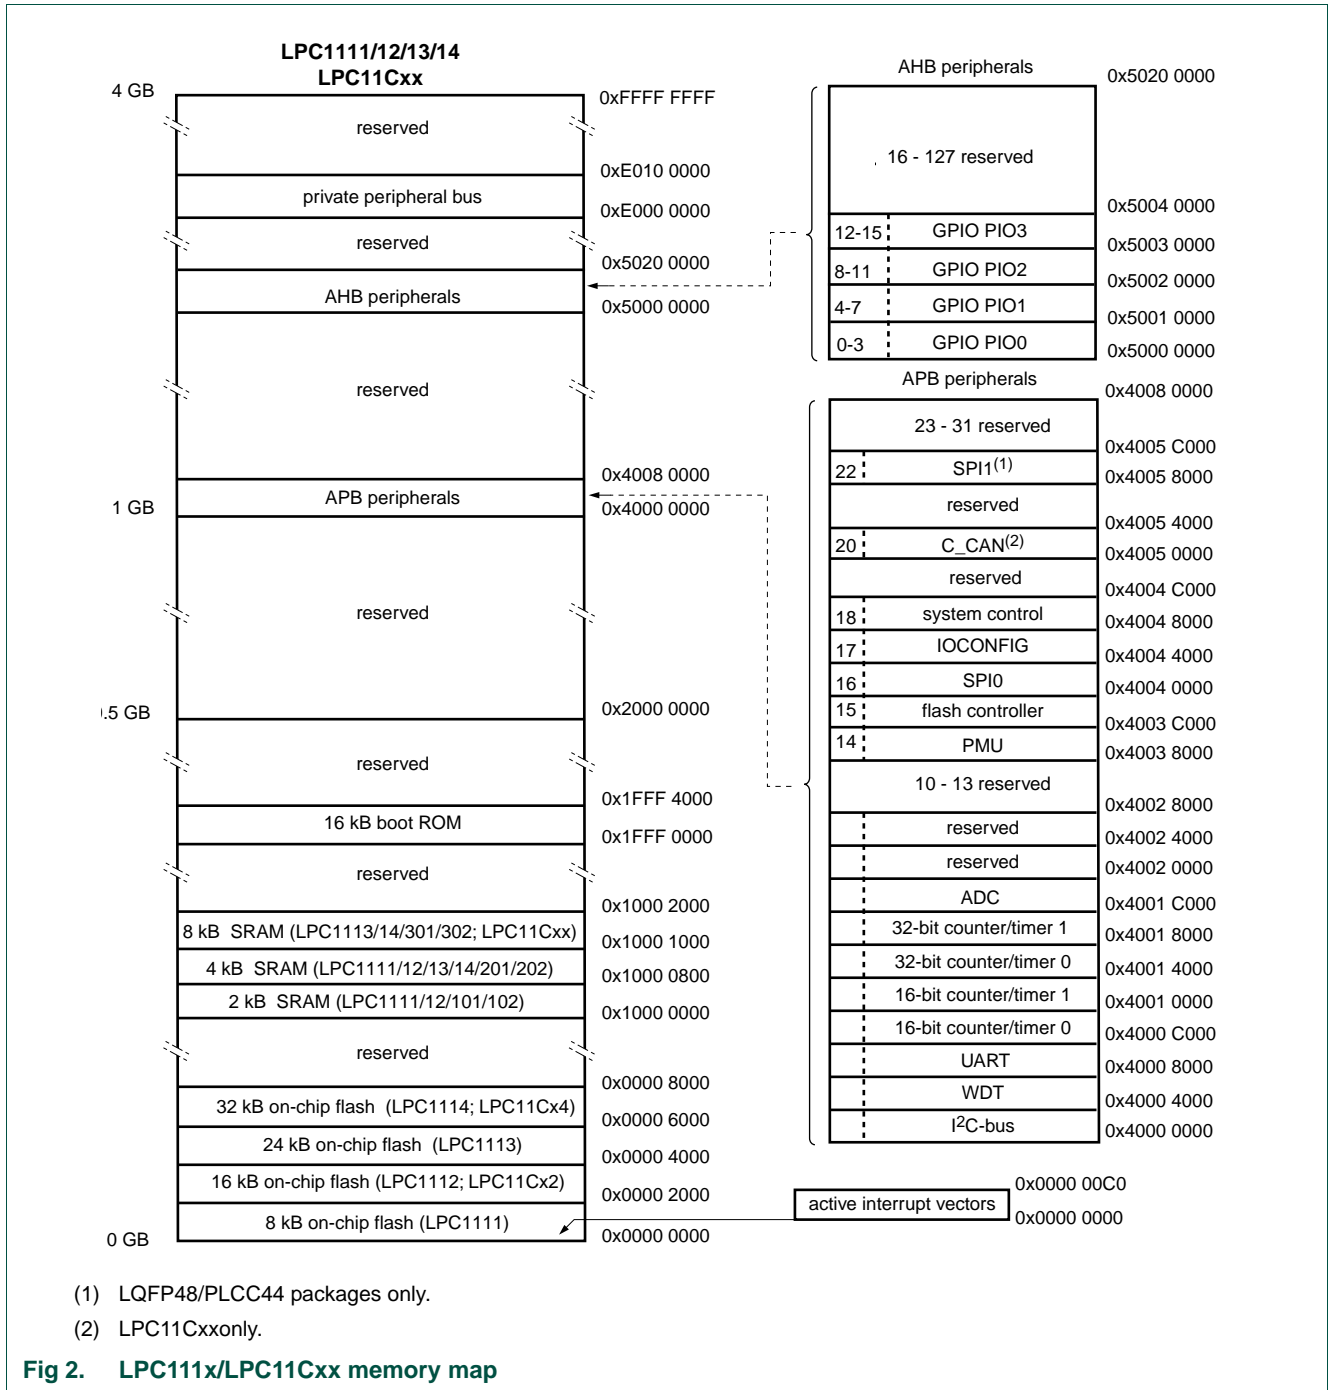 LPC1111/12/13/14
LPC11Cxx
4 GB
0xFFFF FFFF
reserved
0xE010 0000
private peripheral bus
0xE000 0000
reserved
0x5020 0000
AHB peripherals
0x5000 0000
reserved
0x4008 0000
APB peripherals
1 GB
0x4000 0000
reserved
.5 GB
0x2000 0000
reserved
0x1FFF 4000
16 kB boot ROM
0x1FFF 0000
reserved
0x1000 2000
8 kB SRAM (LPC1113/14/301/302; LPC11Cxx)
0x1000 1000
4 kB SRAM (LPC1111/12/13/14/201/202)
0x1000 0800
2 kB SRAM (LPC1111/12/101/102)
0x1000 0000
reserved
0x0000 8000
32 kB on-chip flash (LPC1114; LPC11Cx4)
0x0000 6000
24 kB on-chip flash (LPC1113)
0x0000 4000
16 kB on-chip flash (LPC1112; LPC11Cx2)
0x0000 2000
8 kB on-chip flash (LPC1111)
0 GB
0x0000 0000
AHB peripherals
0x5020 0000
16 - 127 reserved
0x5004 0000
12-15 GPIO PIO3
0x5003 0000
8-11 GPIO PIO2
0x5002 0000
4-7 GPIO PIO1
0x5001 0000
0-3 GPIO PIO0
0x5000 0000
APB peripherals
0x4008 0000
23 - 31 reserved
0x4005 C000
22 SPI1(1)
0x4005 8000
reserved
0x4005 4000
20 C_CAN(2)
0x4005 0000
reserved
0x4004 C000
18 system control
0x4004 8000
17 IOCONFIG
0x4004 4000
16 SPI0
0x4004 0000
15 flash controller
0x4003 C000
14 PMU
0x4003 8000
10 - 13 reserved
0x4002 8000
reserved
0x4002 4000
reserved
0x4002 0000
ADC
0x4001 C000
32-bit counter/timer 1
0x4001 8000
32-bit counter/timer 0
0x4001 4000
16-bit counter/timer 1
0x4001 0000
16-bit counter/timer 0
0x4000 C000
UART
0x4000 8000
WDT
0x4000 4000
I2C-bus
0x4000 0000
0x0000 00C0
active interrupt vectors
0x0000 0000
(1) LQFP48/PLCC44 packages only.
(2) LPC11Cxxonly.
Fig 2. LPC111x/LPC11Cxx memory map